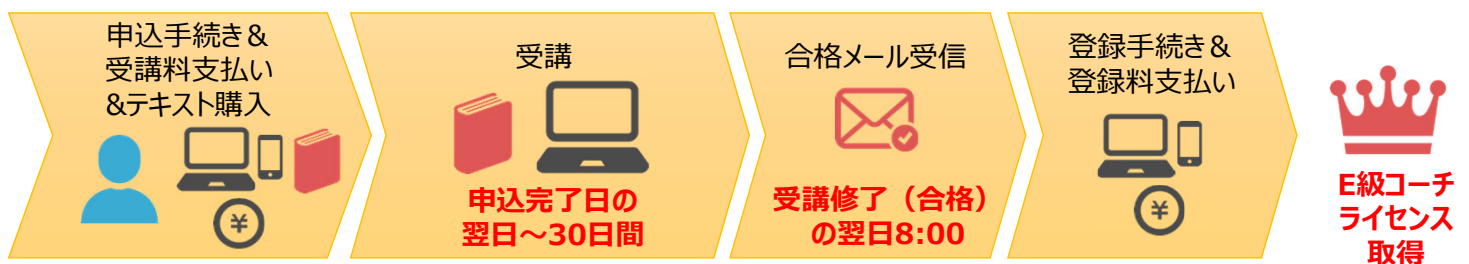 申込手続き＆
受講料支払い
&テキスト購入
¥
受講
申込完了日の
翌日～30日間
合格メール受信
受講修了（合格）
の翌日8:00
登録手続き＆
登録料支払い
¥
E級コーチ
ライセンス
取得